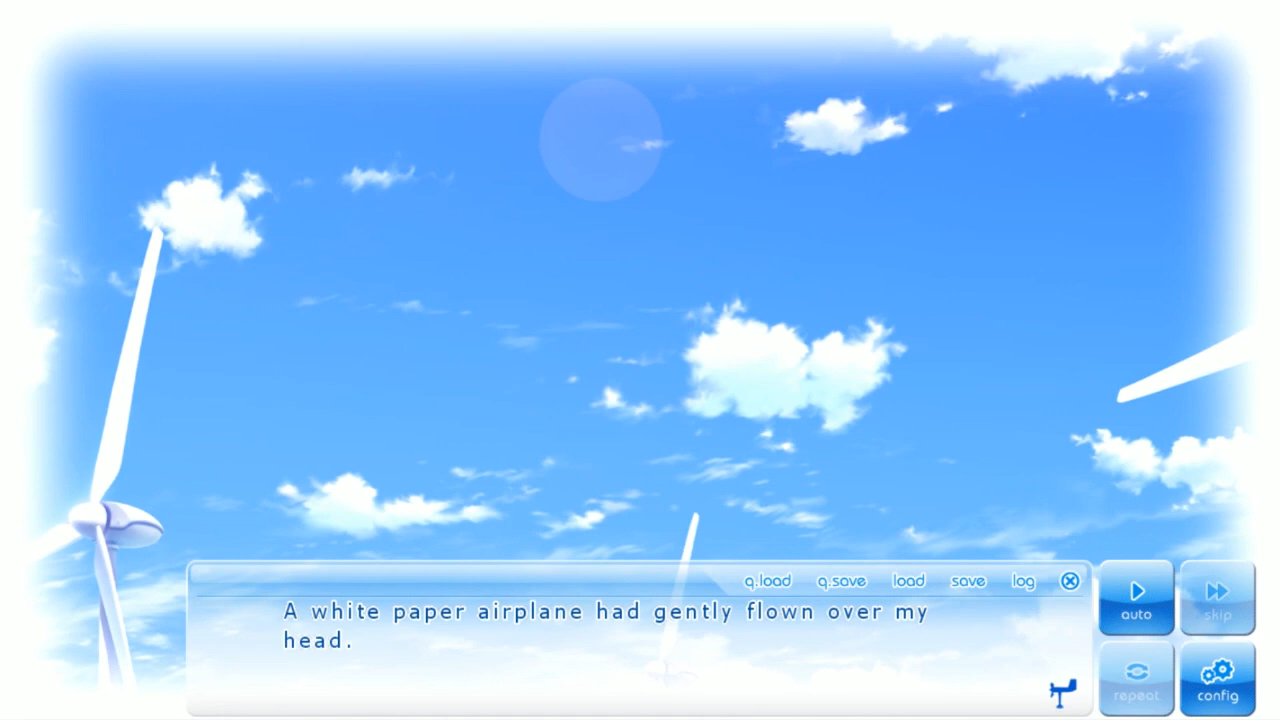 q.load q.save load save log
A white paper airplane had gently flown over my
head.
auto skip
repeat config